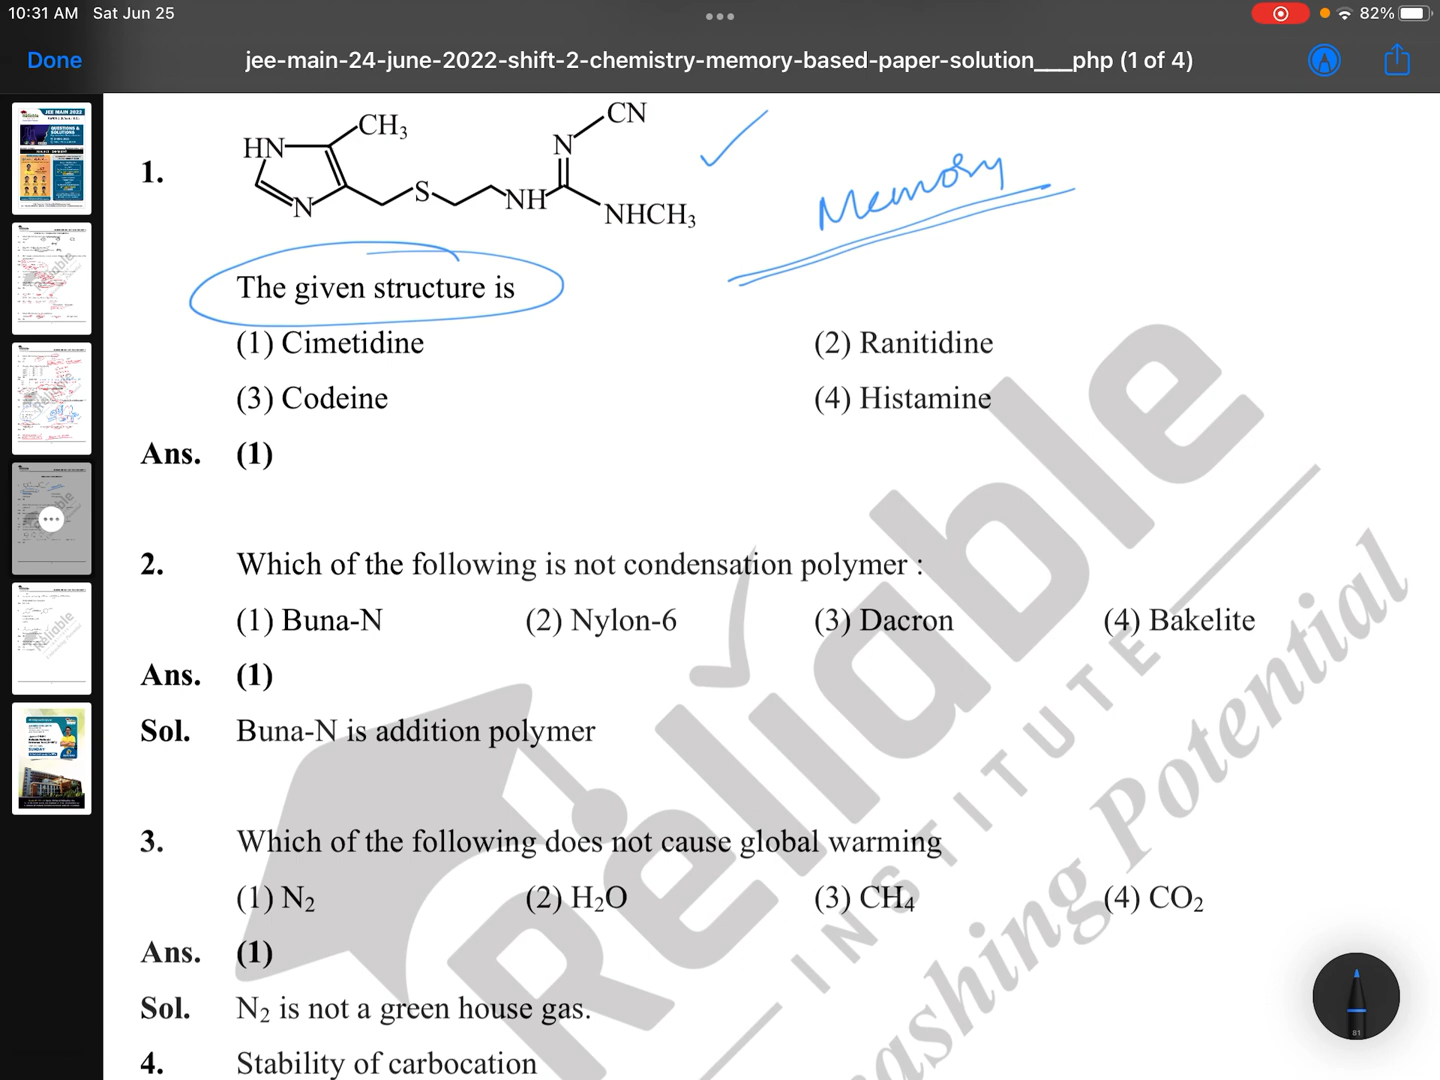 10:31 AM Sat Jun 25
82%
Done
jee-main-24-june-2022-shift-2-chemistry-memory-based-paper-solution___php (1 of 4)
1.
HN
CH₃
N
S
NH
N
CN
NHCH₃
Memory
The given structure is
(1) Cimetidine (2) Ranitidine
(3) Codeine (4) Histamine
Ans. (1)
2. Which of the following is not condensation polymer :
(1) Buna-N (2) Nylon-6 (3) Dacron (4) Bakelite
Ans. (1)
Sol. Buna-N is addition polymer
3. Which of the following does not cause global warming
(1) N₂ (2) H₂O (3) CH₄ (4) CO₂
Ans. (1)
Sol. N₂ is not a green house gas.
4. Stability of carbocation
Reliable
INSTITUTE
ashing Potential
81